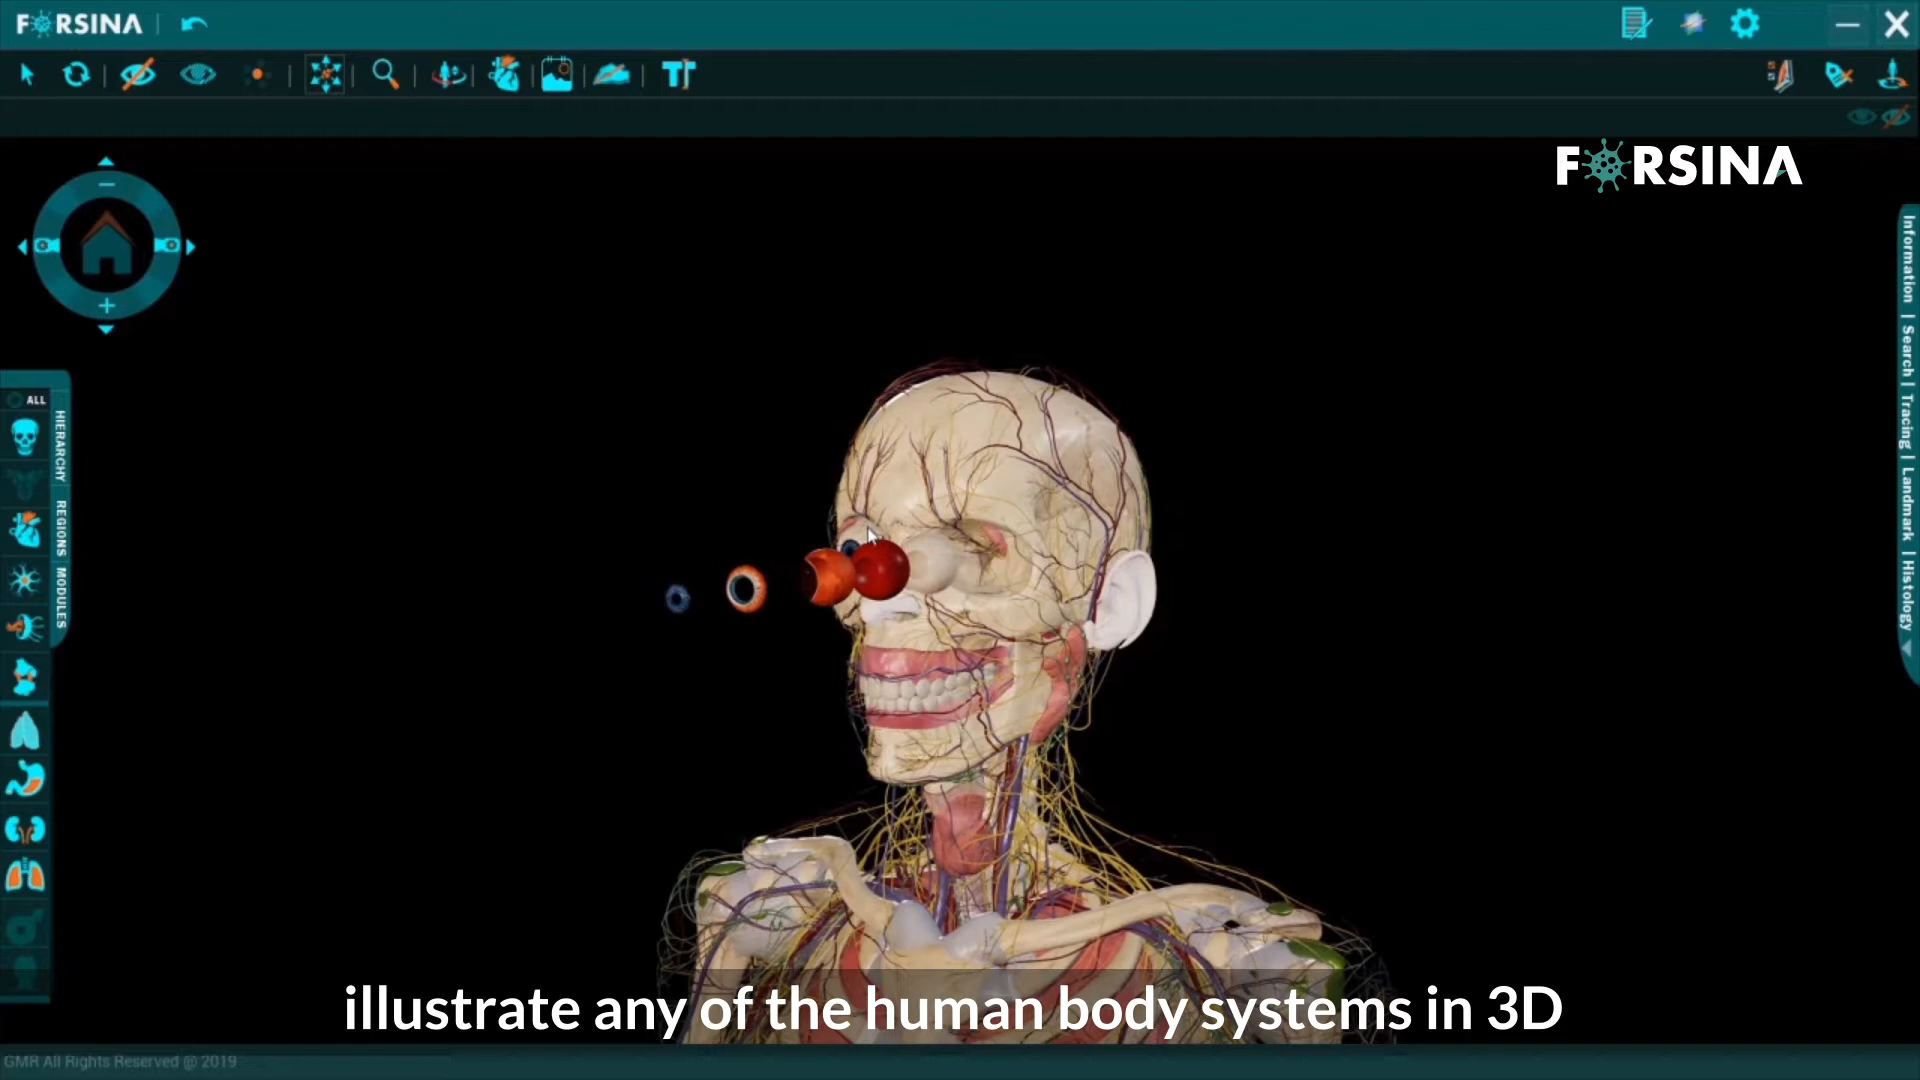 FORSINA
FORSINA
ALL
HIERARCHY
REGIONS
MODULES
Information | Search | Tracing | Landmark | Histology
illustrate any of the human body systems in 3D
GMR All Rights Reserved @ 2019